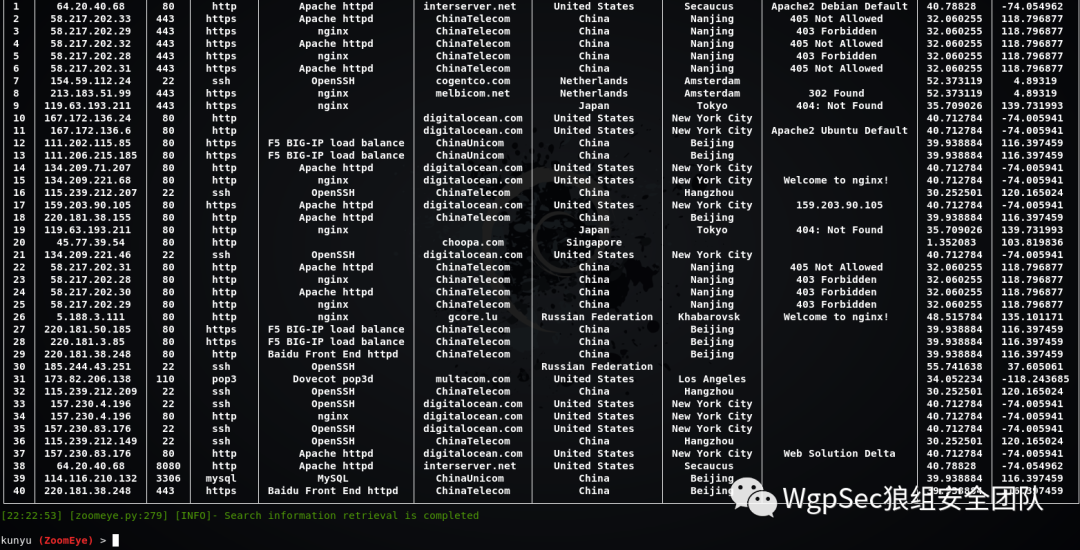 1 64.20.40.68 80 http Apache httpd interserver.net United States Secaucus Apache2 Debian Default 40.78828 -74.054962
2 58.217.202.33 443 https nginx ChinaTelecom China Nanjing 405 Not Allowed 32.060255 118.796877
3 58.217.202.29 443 https nginx ChinaTelecom China Nanjing 403 Forbidden 32.060255 118.796877
4 58.217.202.32 443 https Apache httpd ChinaTelecom China Nanjing 405 Not Allowed 32.060255 118.796877
5 58.217.202.28 443 https nginx ChinaTelecom China Nanjing 403 Forbidden 32.060255 118.796877
6 58.217.202.31 443 https Apache httpd ChinaTelecom China Nanjing 405 Not Allowed 32.060255 118.796877
7 154.59.112.24 22 ssh OpenSSH cogentco.com Netherlands Amsterdam 52.373119 4.89319
8 213.183.51.99 443 https nginx melbicom.net Netherlands Amsterdam 302 Found 52.373119 4.89319
9 119.63.193.211 443 https nginx Japan Tokyo 404: Not Found 35.709026 139.731993
10 167.172.136.24 80 http digitalocean.com United States New York City 40.712784 -74.005941
11 167.172.136.6 80 http digitalocean.com United States New York City Apache2 Ubuntu Default 40.712784 -74.005941
12 111.202.115.85 80 http F5 BIG-IP load balance ChinaUnicom China Beijing 39.938884 116.397459
13 111.206.215.185 80 http F5 BIG-IP load balance ChinaUnicom China Beijing 39.938884 116.397459
14 134.209.71.207 80 http Apache httpd digitalocean.com United States New York City 40.712784 -74.005941
15 134.209.221.68 80 http nginx digitalocean.com United States New York City Welcome to nginx! 40.712784 -74.005941
16 115.239.212.207 22 ssh OpenSSH ChinaTelecom China Hangzhou 30.252501 120.165024
17 159.203.90.105 80 http Apache httpd digitalocean.com United States New York City 159.203.90.105 40.712784 -74.005941
18 220.181.38.155 80 http Apache httpd ChinaTelecom China Beijing 39.938884 116.397459
19 119.63.193.211 80 http nginx Japan Tokyo 404: Not Found 35.709026 139.731993
20 45.77.39.54 80 http choopa.com Singapore 1.352083 103.819836
21 134.209.221.46 22 ssh OpenSSH digitalocean.com United States New York City 40.712784 -74.005941
22 58.217.202.31 80 http Apache httpd ChinaTelecom China Nanjing 405 Not Allowed 32.060255 118.796877
23 58.217.202.28 80 http nginx ChinaTelecom China Nanjing 403 Forbidden 32.060255 118.796877
24 58.217.202.30 80 http Apache httpd ChinaTelecom China Nanjing 403 Forbidden 32.060255 118.796877
25 58.217.202.29 80 http nginx ChinaTelecom China Nanjing 403 Forbidden 32.060255 118.796877
26 5.188.3.111 80 http nginx gcore.lu Russian Federation Khabarovsk Welcome to nginx! 48.515784 135.101171
27 220.181.50.185 80 https F5 BIG-IP load balance ChinaTelecom China Beijing 39.938884 116.397459
28 220.181.3.85 80 https F5 BIG-IP load balance ChinaTelecom China Beijing 39.938884 116.397459
29 220.181.38.248 80 http Baidu Front End httpd ChinaTelecom China Beijing 39.938884 116.397459
30 185.244.43.251 22 ssh OpenSSH Russian Federation 55.741638 37.605061
31 173.82.206.138 110 pop3 Dovecot pop3d multacom.com United States Los Angeles 34.052234 -118.243685
32 115.239.212.209 22 ssh OpenSSH ChinaTelecom China Hangzhou 30.252501 120.165024
33 157.230.4.196 22 ssh OpenSSH digitalocean.com United States New York City 40.712784 -74.005941
34 157.230.4.196 80 http nginx digitalocean.com United States New York City 40.712784 -74.005941
35 157.230.83.176 22 ssh OpenSSH digitalocean.com United States New York City 40.712784 -74.005941
36 115.239.212.149 22 ssh OpenSSH ChinaTelecom China Hangzhou 30.252501 120.165024
37 157.230.83.176 80 http Apache httpd digitalocean.com United States New York City Web Solution Delta 40.712784 -74.005941
38 64.20.40.68 8080 http Apache httpd interserver.net United States Secaucus 40.78828 -74.054962
39 114.116.210.132 3306 mysql MySQL ChinaUnicom China Beijing
40 220.181.38.248 443 https Baidu Front End httpd ChinaTelecom China Beijing
WgpSec狼组安全团队
[22:22:53] [zoomeye.py:279] [INFO]- Search information retrieval is completed
kunyu (ZoomEye) >